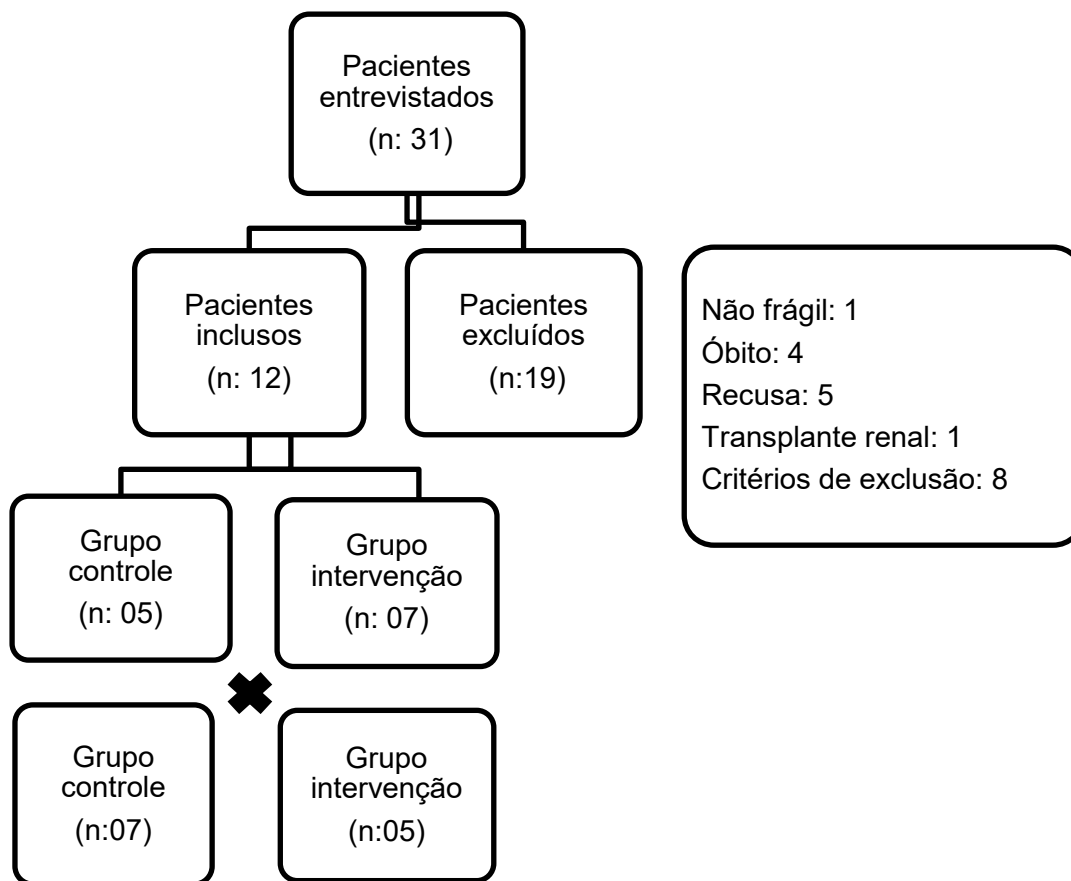 Pacientes
entrevistados
(n: 31)
Pacientes
inclusos
(n: 12)
Pacientes
excluídos
(n:19)
Não frágil: 1
Óbito: 4
Recusa: 5
Transplante renal: 1
Critérios de exclusão: 8
Grupo
controle
(n: 05)
Grupo
intervenção
(n: 07)
Grupo
controle
(n:07)
Grupo
intervenção
(n:05)